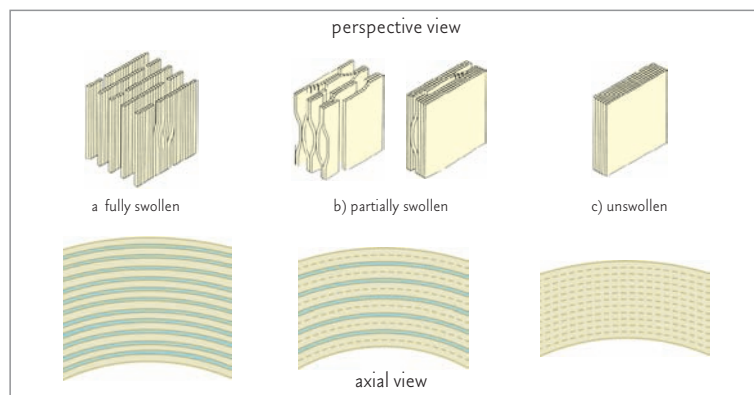 perspective view
a fully swollen
b) partially swollen
c) unswollen
axial view